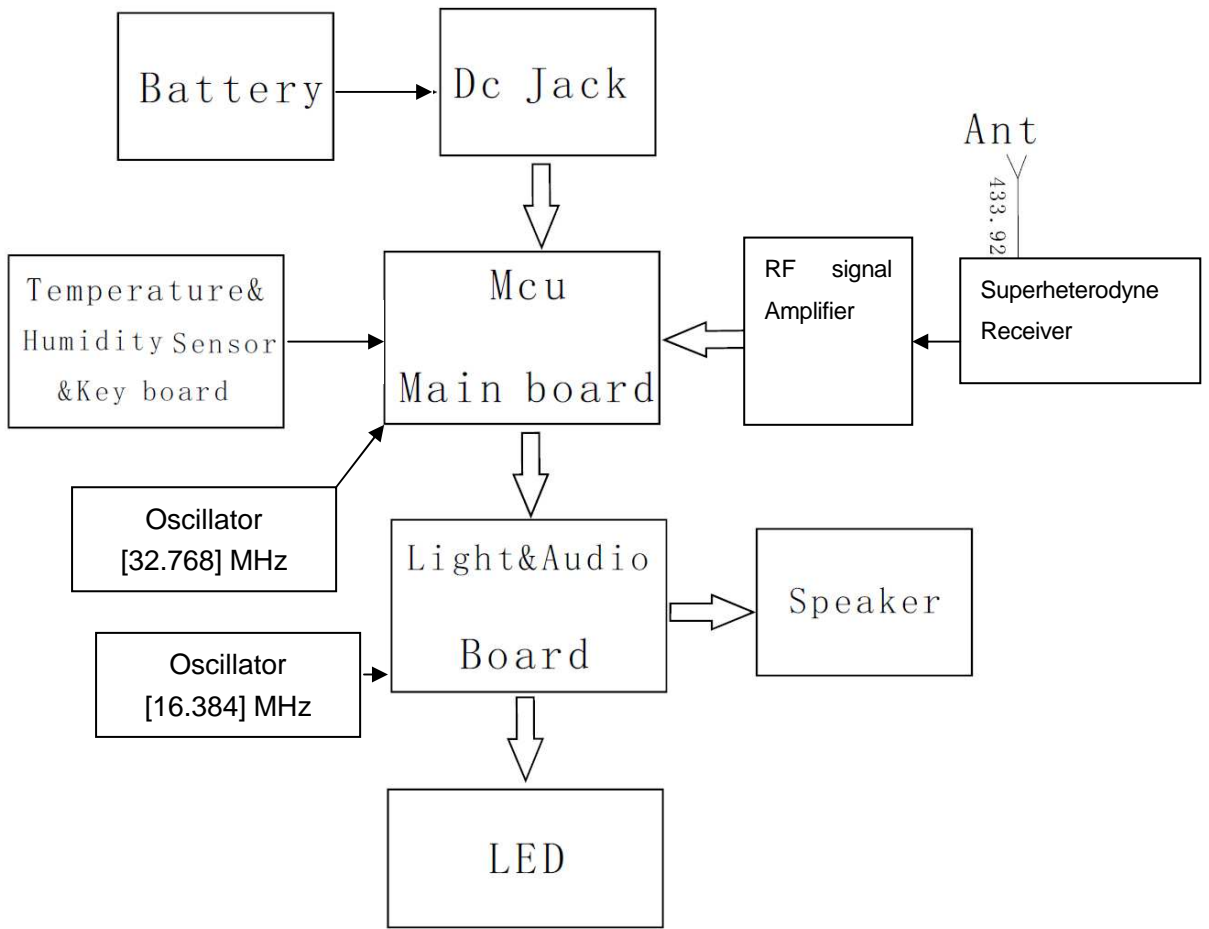 Battery
Dc Jack
Ant
433.92
Temperature&
Humidity Sensor
&Key board
Mcu
Main board
RF signal
Amplifier
Superheterodyne
Receiver
Oscillator
[32.768] MHz
Light&Audio
Board
Speaker
Oscillator
[16.384] MHz
LED